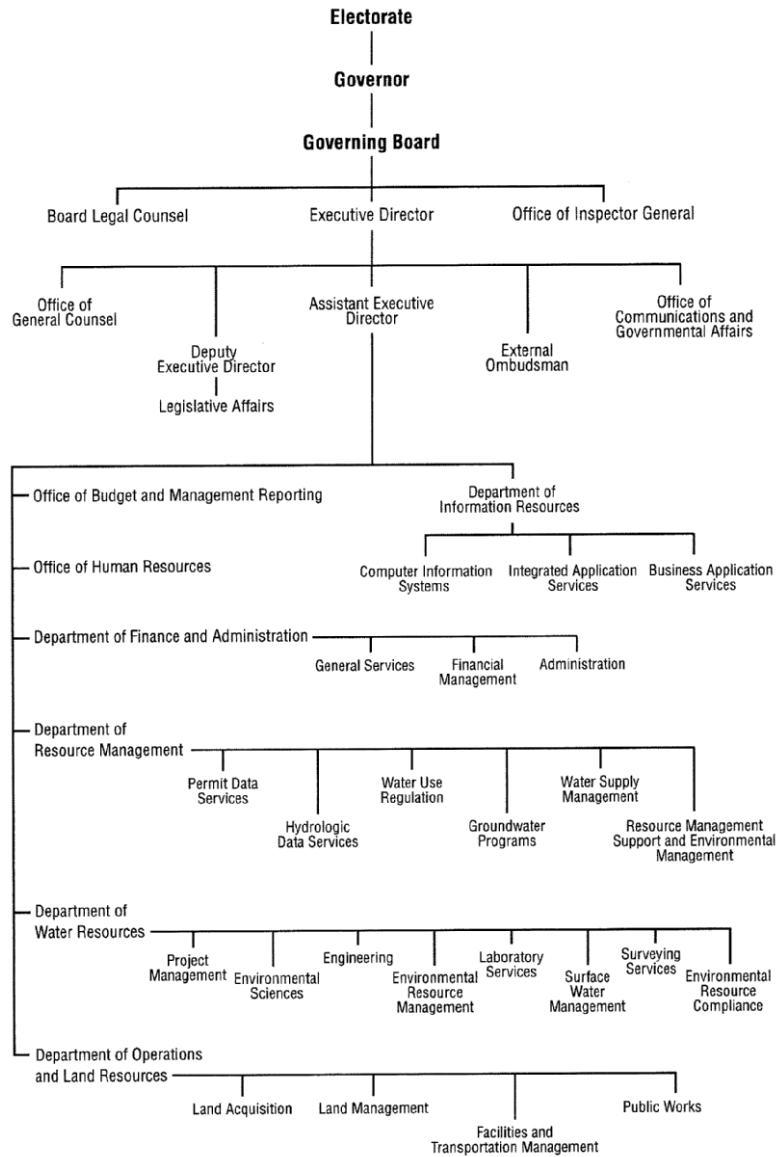 Electorate
Governor
Governing Board
Board Legal Counsel
Executive Director
Office of Inspector General
Office of
General Counsel
Deputy
Executive Director
Legislative Affairs
Assistant Executive
Director
External
Ombudsman
Office of
Communications and
Governmental Affairs
Office of Budget and Management Reporting
Department of
Information Resources
Computer Information
Systems
Integrated Application
Services
Business Application
Services
Office of Human Resources
Department of Finance and Administration
General Services
Financial
Management
Administration
Department of
Resource Management
Permit Data
Services
Hydrologic
Data Services
Water Use
Regulation
Groundwater
Programs
Water Supply
Management
Resource Management
Support and Environmental
Management
Department of
Water Resources
Project
Management
Environmental
Sciences
Engineering
Environmental
Resource
Management
Laboratory
Services
Surface
Water
Management
Surveying
Services
Environmental
Resource
Compliance
Department of Operations
and Land Resources
Land Acquisition
Land Management
Facilities and
Transportation Management
Public Works